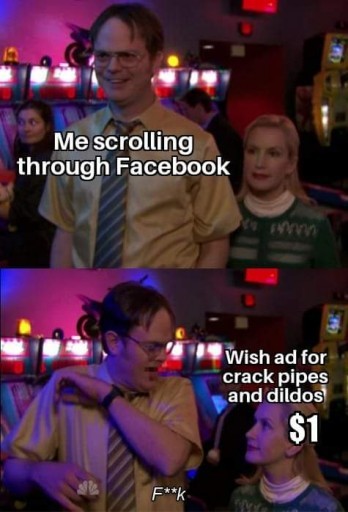 Me scrolling
through Facebook
Wish ad for
crack pipes
and dildos
$1
F**k